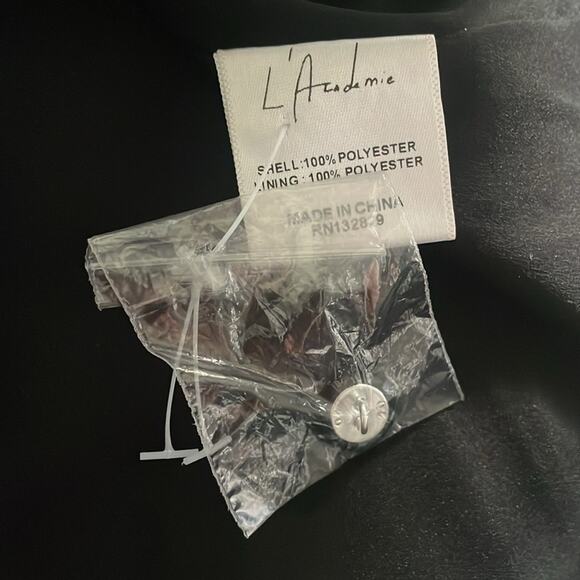 L'Academie
SHELL:100% POLYESTER
LINING: 100% POLYESTER
MADE IN CHINA